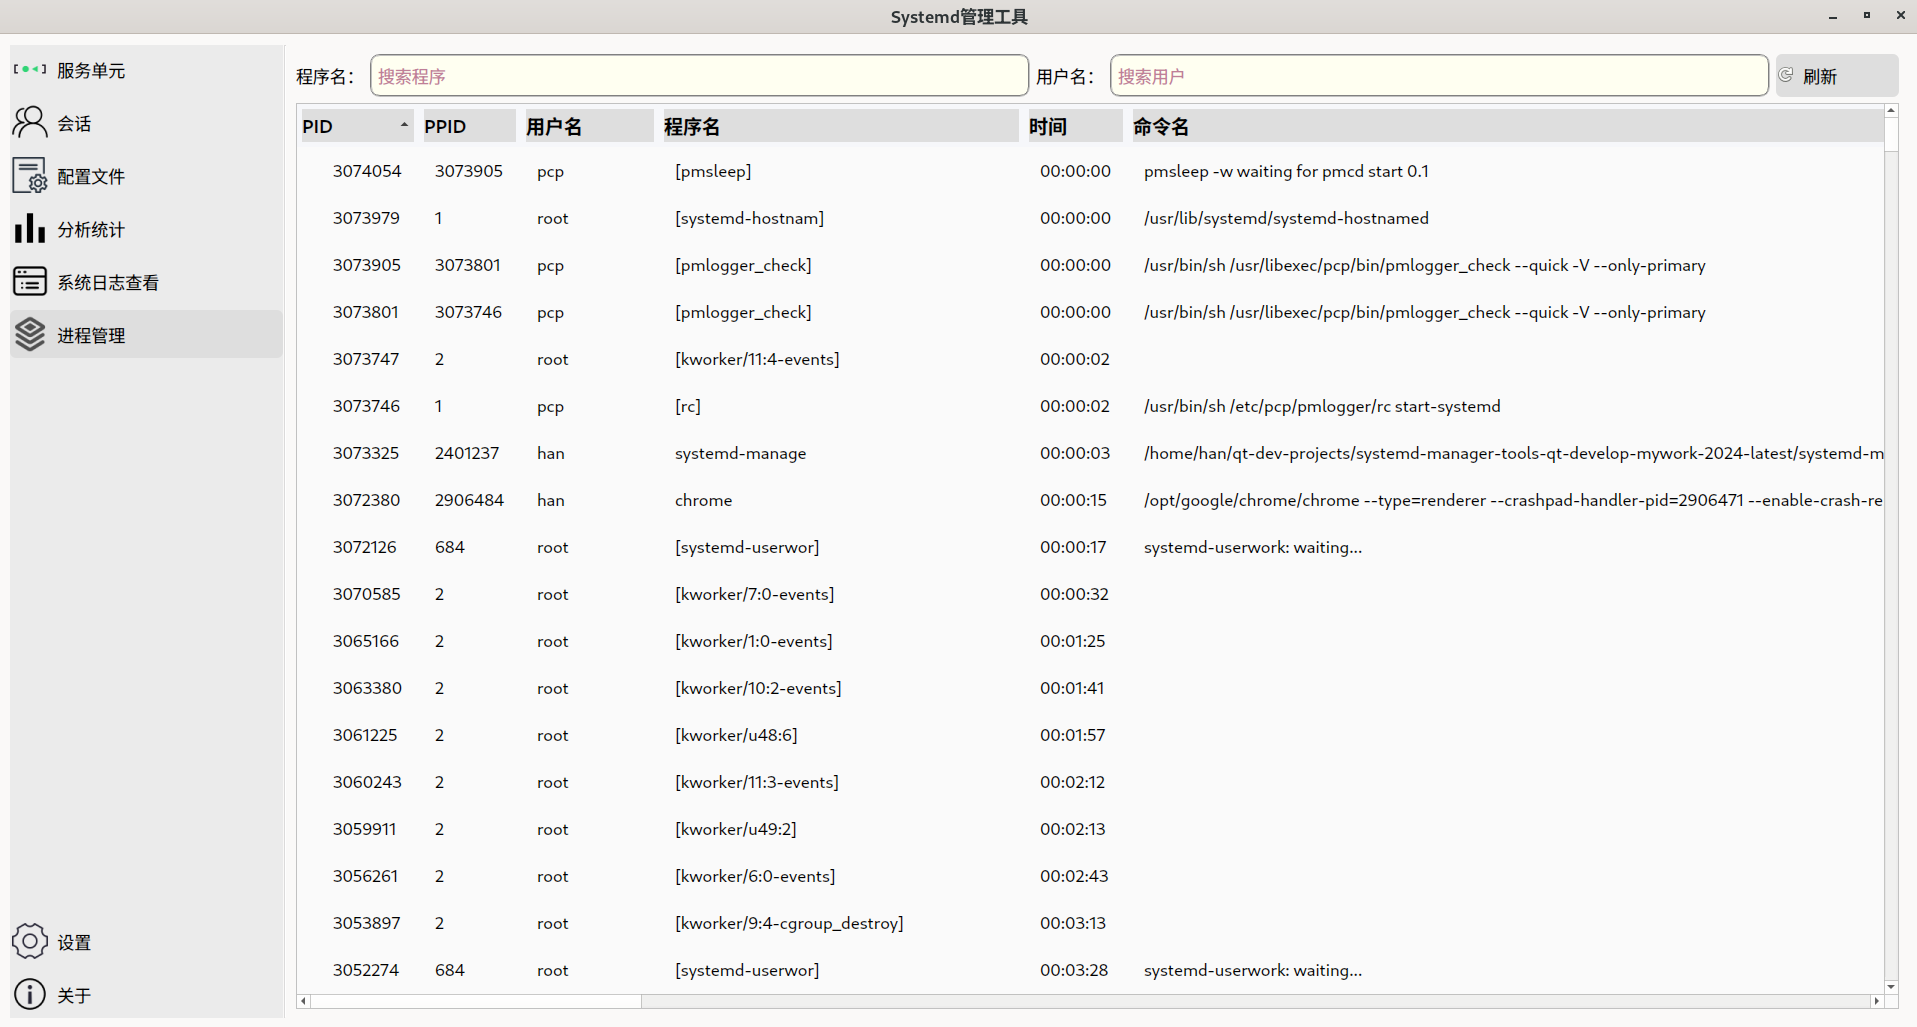 Systemd管理工具
服务单元
会话
配置文件
分析统计
系统日志查看
进程管理
设置
关于
程序名： 搜索程序 用户名： 搜索用户 刷新
PID PPID 用户名 程序名 时间 命令名
3074054 3073905 pcp [pmsleep] 00:00:00 pmsleep -w waiting for pmcd start 0.1
3073979 1 root [systemd-hostnam] 00:00:00 /usr/lib/systemd/systemd-hostnamed
3073905 3073801 pcp [pmlogger_check] 00:00:00 /usr/bin/sh /usr/libexec/pcp/bin/pmlogger_check --quick -V --only-primary
3073801 3073746 pcp [pmlogger_check] 00:00:00 /usr/bin/sh /usr/libexec/pcp/bin/pmlogger_check --quick -V --only-primary
3073747 2 root [kworker/11:4-events] 00:00:02
3073746 1 pcp [rc] 00:00:02 /usr/bin/sh /etc/pcp/pmlogger/rc start-systemd
3073325 2401237 han systemd-manage 00:00:03 /home/han/qt-dev-projects/systemd-manager-tools-qt-develop-mywork-2024-latest/systemd-m
3072380 2906484 han chrome 00:00:15 /opt/google/chrome/chrome --type=renderer --crashpad-handler-pid=2906471 --enable-crash-re
3072126 684 root [systemd-userwor] 00:00:17 systemd-userwork: waiting...
3070585 2 root [kworker/7:0-events] 00:00:32
3065166 2 root [kworker/1:0-events] 00:01:25
3063380 2 root [kworker/10:2-events] 00:01:41
3061225 2 root [kworker/u48:6] 00:01:57
3060243 2 root [kworker/11:3-events] 00:02:12
3059911 2 root [kworker/u49:2] 00:02:13
3056261 2 root [kworker/6:0-events] 00:02:43
3053897 2 root [kworker/9:4-cgroup_destroy] 00:03:13
3052274 684 root [systemd-userwor] 00:03:28 systemd-userwork: waiting...